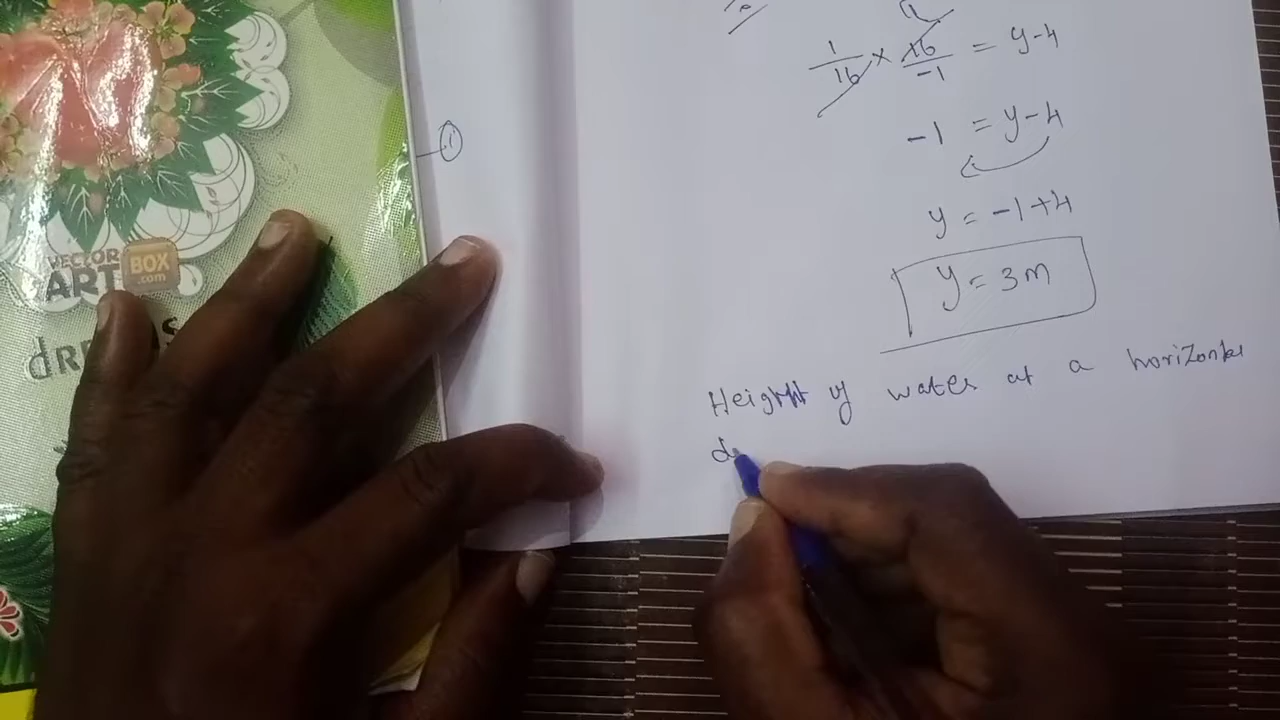 VECTOR
ART BOX
.com
①
1/16 × 16/-1 = y-4
-1 = y-4
y = -1+4
y = 3m
Height of water at a horizontal